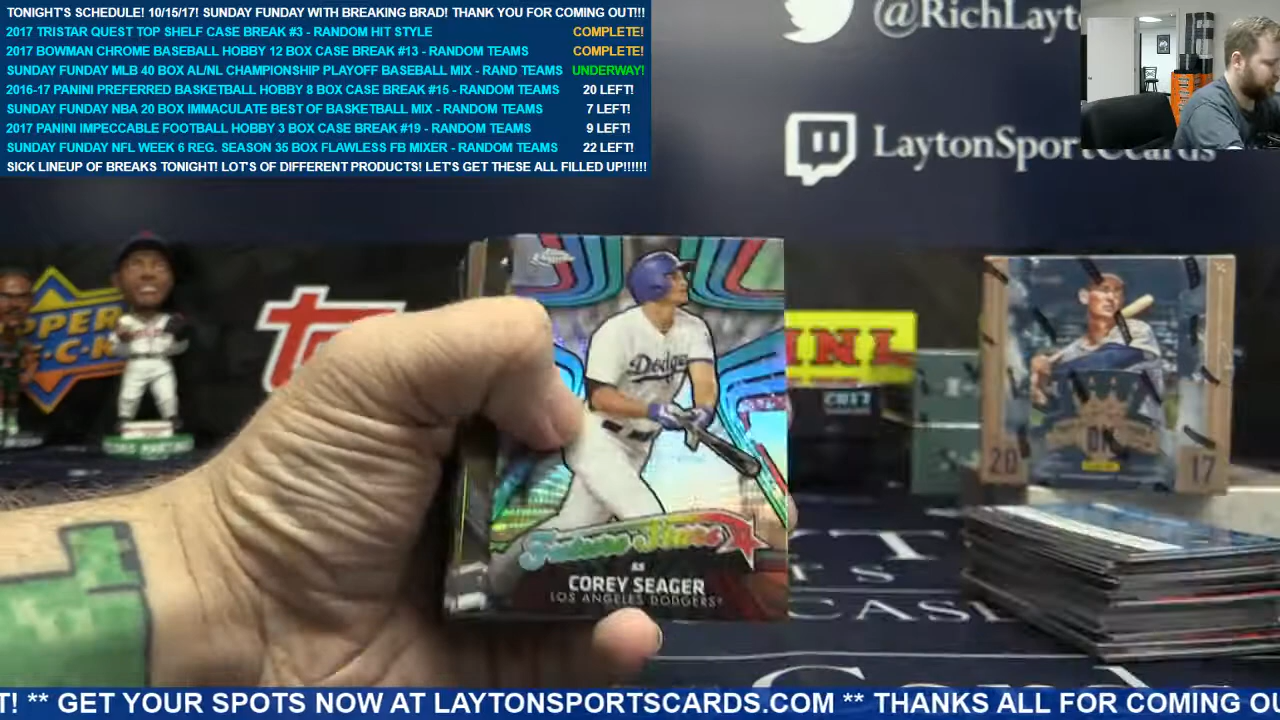 TONIGHT'S SCHEDULE! 10/15/17! SUNDAY FUNDAY WITH BREAKING BRAD! THANK YOU FOR COMING OUT!!!
2017 TRISTAR QUEST TOP SHELF CASE BREAK #3 - RANDOM HIT STYLE COMPLETE!
2017 BOWMAN CHROME BASEBALL HOBBY 12 BOX CASE BREAK #13 - RANDOM TEAMS COMPLETE!
SUNDAY FUNDAY MLB 40 BOX AL/NL CHAMPIONSHIP PLAYOFF BASEBALL MIX - RAND TEAMS UNDERWAY!
2016-17 PANINI PREFERRED BASKETBALL HOBBY 8 BOX CASE BREAK #15 - RANDOM TEAMS 20 LEFT!
SUNDAY FUNDAY NBA 20 BOX IMMACULATE BEST OF BASKETBALL MIX - RANDOM TEAMS 7 LEFT!
2017 PANINI IMPECCABLE FOOTBALL HOBBY 3 BOX CASE BREAK #19 - RANDOM TEAMS 9 LEFT!
SUNDAY FUNDAY NFL WEEK 6 REG. SEASON 35 BOX FLAWLESS FB MIXER - RANDOM TEAMS 22 LEFT!
SICK LINEUP OF BREAKS TONIGHT! LOT'S OF DIFFERENT PRODUCTS! LET'S GET THESE ALL FILLED UP!!!!!!
@RichLayt
LaytonSportsCards
Dodge
Future Stars
SS
COREY SEAGER
LOS ANGELES DODGERS
PPER
INI
20 17
T! ** GET YOUR SPOTS NOW AT LAYTONSPORTSCARDS.COM ** THANKS ALL FOR COMING OU